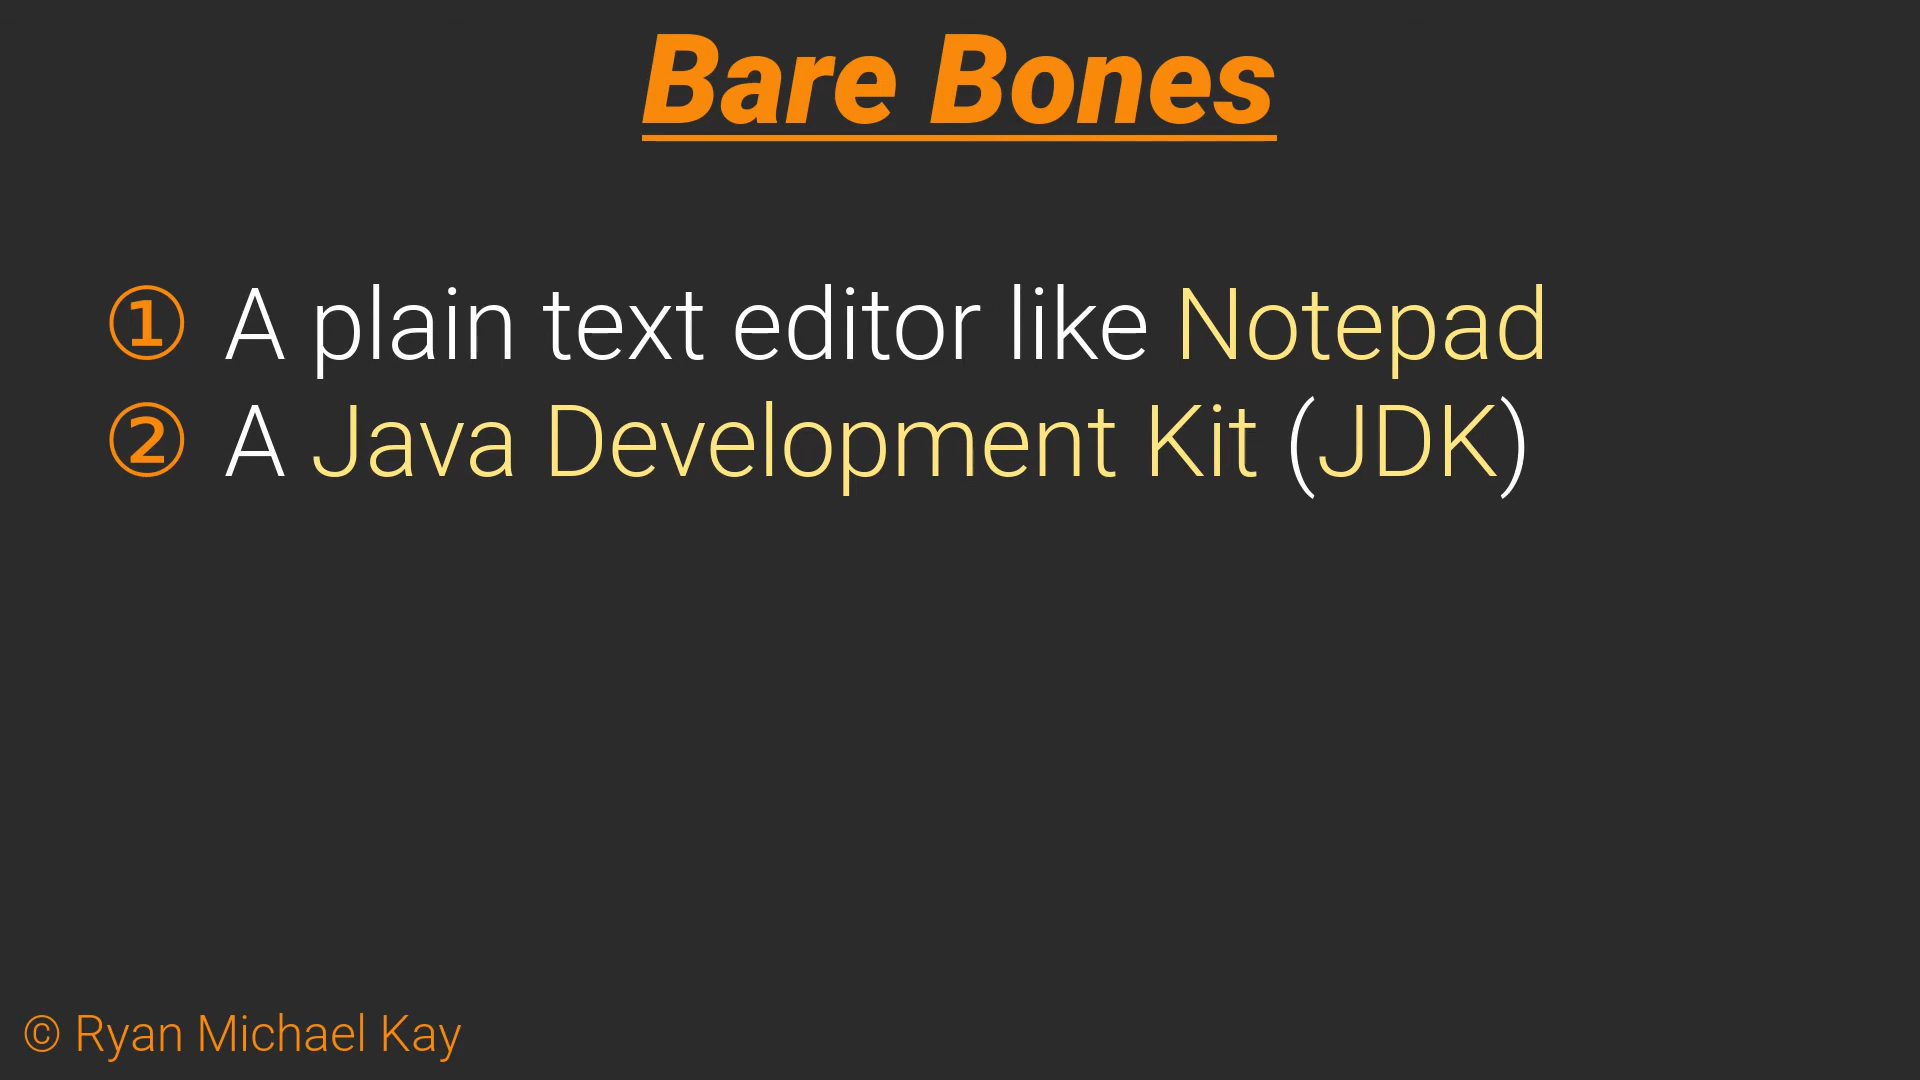 Bare Bones
① A plain text editor like Notepad
② A Java Development Kit (JDK)
© Ryan Michael Kay